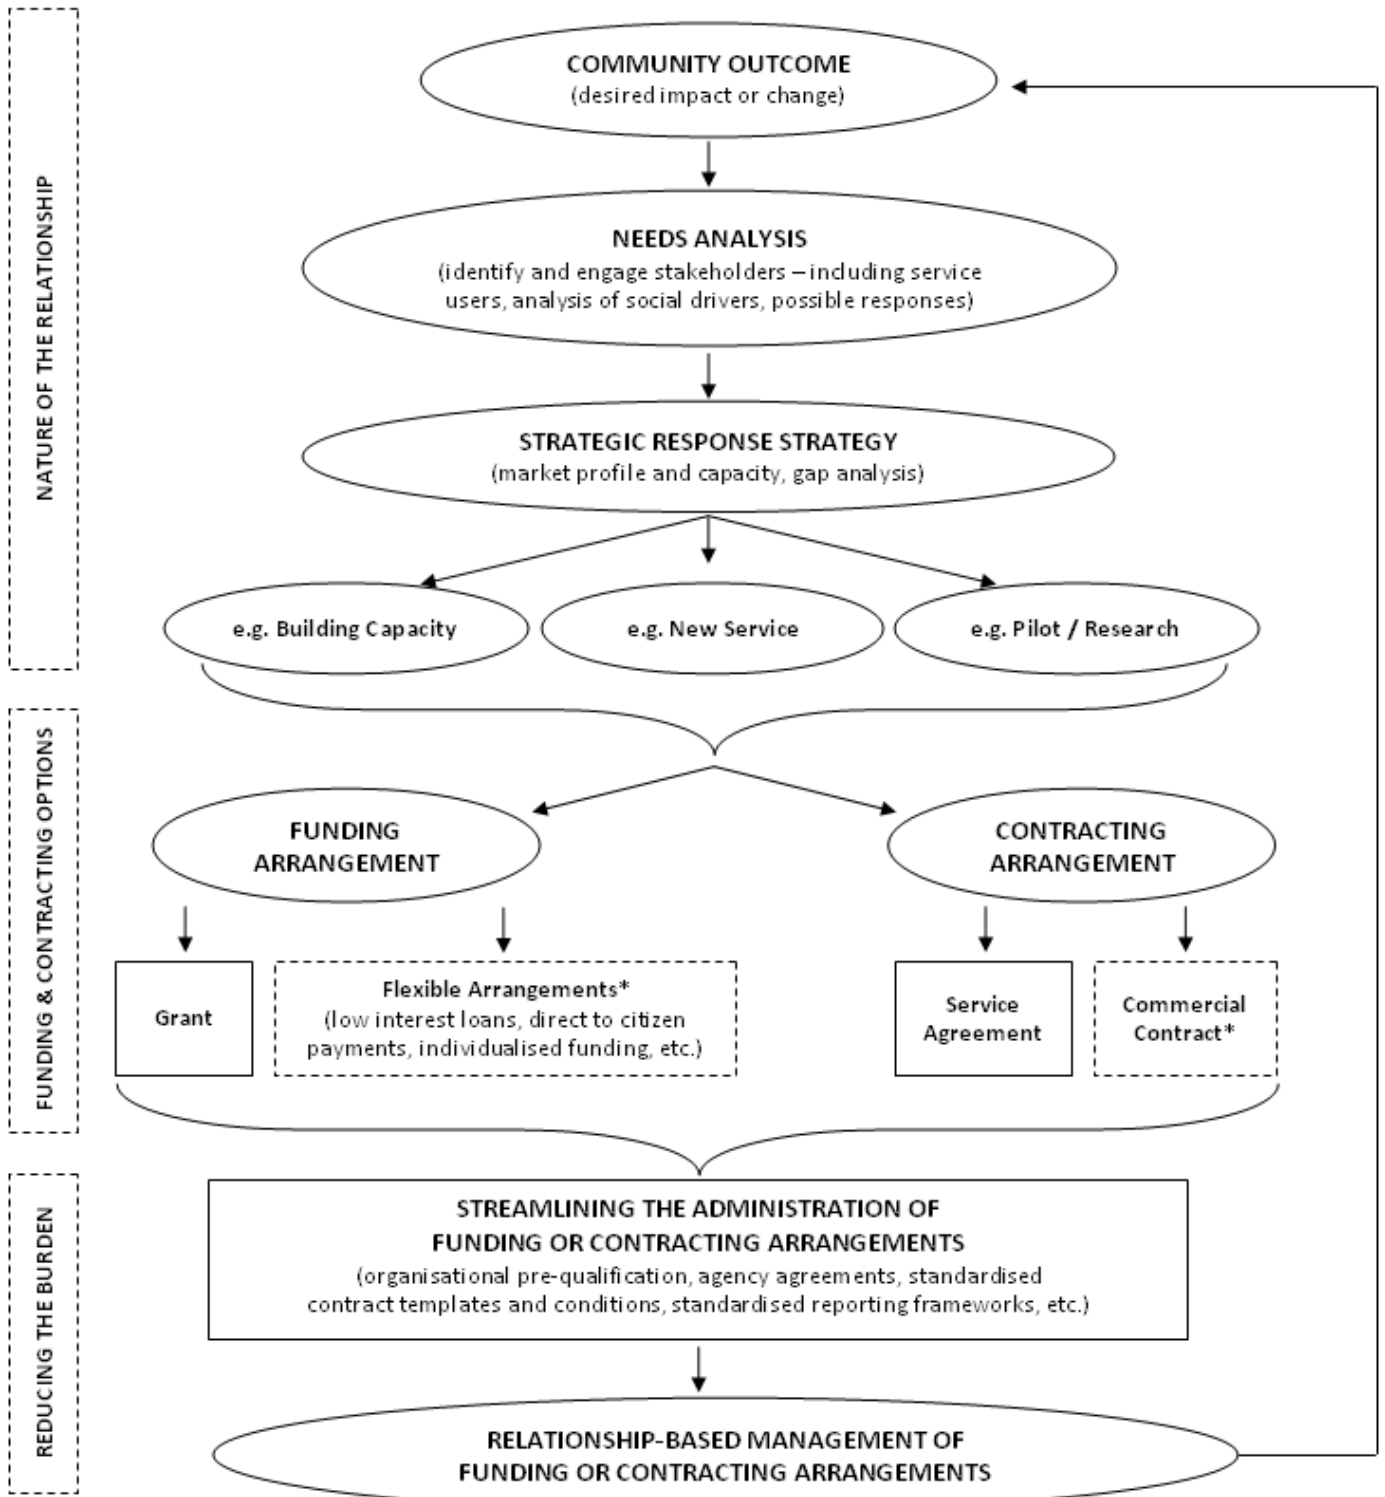 NATURE OF THE RELATIONSHIP
COMMUNITY OUTCOME
(desired impact or change)
NEEDS ANALYSIS
(identify and engage stakeholders – including service
users, analysis of social drivers, possible responses)
STRATEGIC RESPONSE STRATEGY
(market profile and capacity, gap analysis)
e.g. Building Capacity
e.g. New Service
e.g. Pilot / Research
FUNDING & CONTRACTING OPTIONS
FUNDING
ARRANGEMENT
CONTRACTING
ARRANGEMENT
Grant
Flexible Arrangements*
(low interest loans, direct to citizen
payments, individualised funding, etc.)
Service
Agreement
Commercial
Contract*
REDUCING THE BURDEN
STREAMLINING THE ADMINISTRATION OF
FUNDING OR CONTRACTING ARRANGEMENTS
(organisational pre-qualification, agency agreements, standardised
contract templates and conditions, standardised reporting frameworks, etc.)
RELATIONSHIP-BASED MANAGEMENT OF
FUNDING OR CONTRACTING ARRANGEMENTS